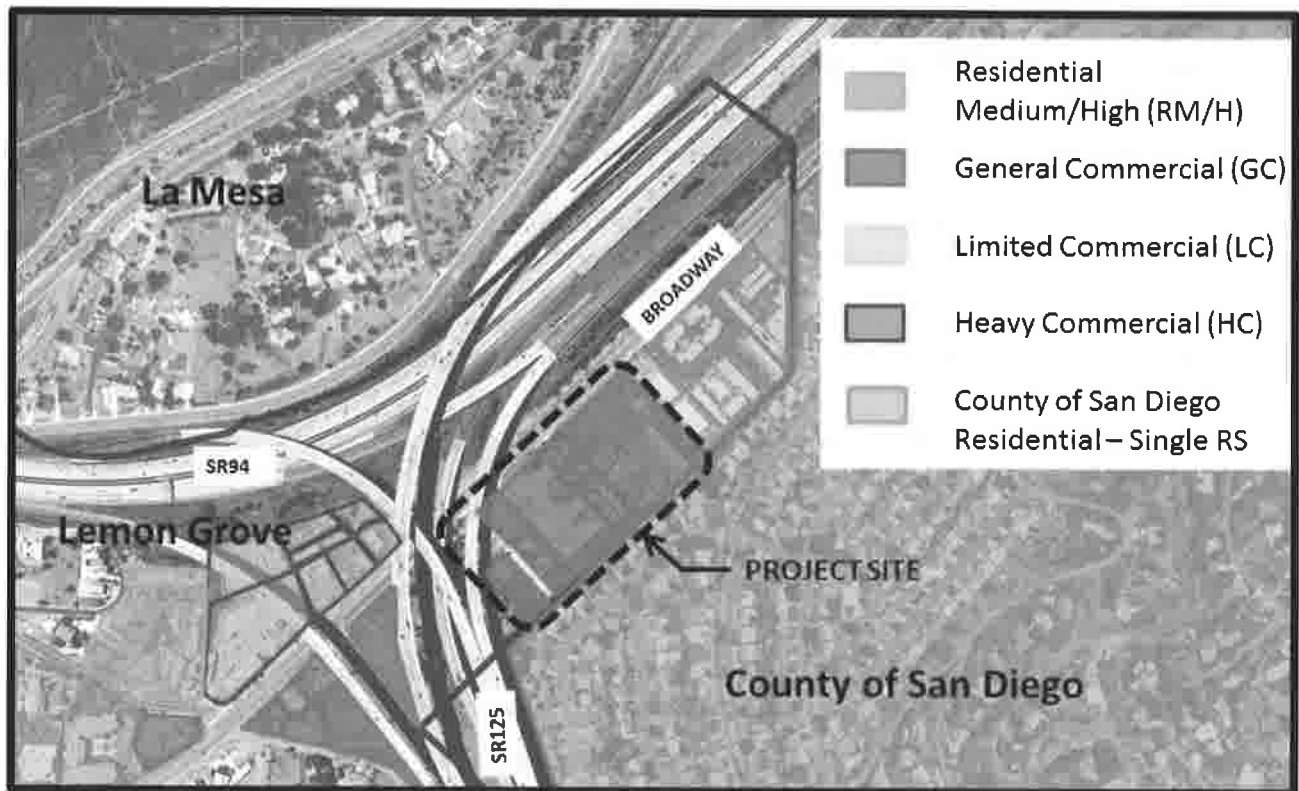 Residential
Medium/High (RM/H)
General Commercial (GC)
Limited Commercial (LC)
Heavy Commercial (HC)
County of San Diego
Residential – Single RS
La Mesa
BROADWAY
SR94
Lemon Grove
PROJECT SITE
County of San Diego
SR125